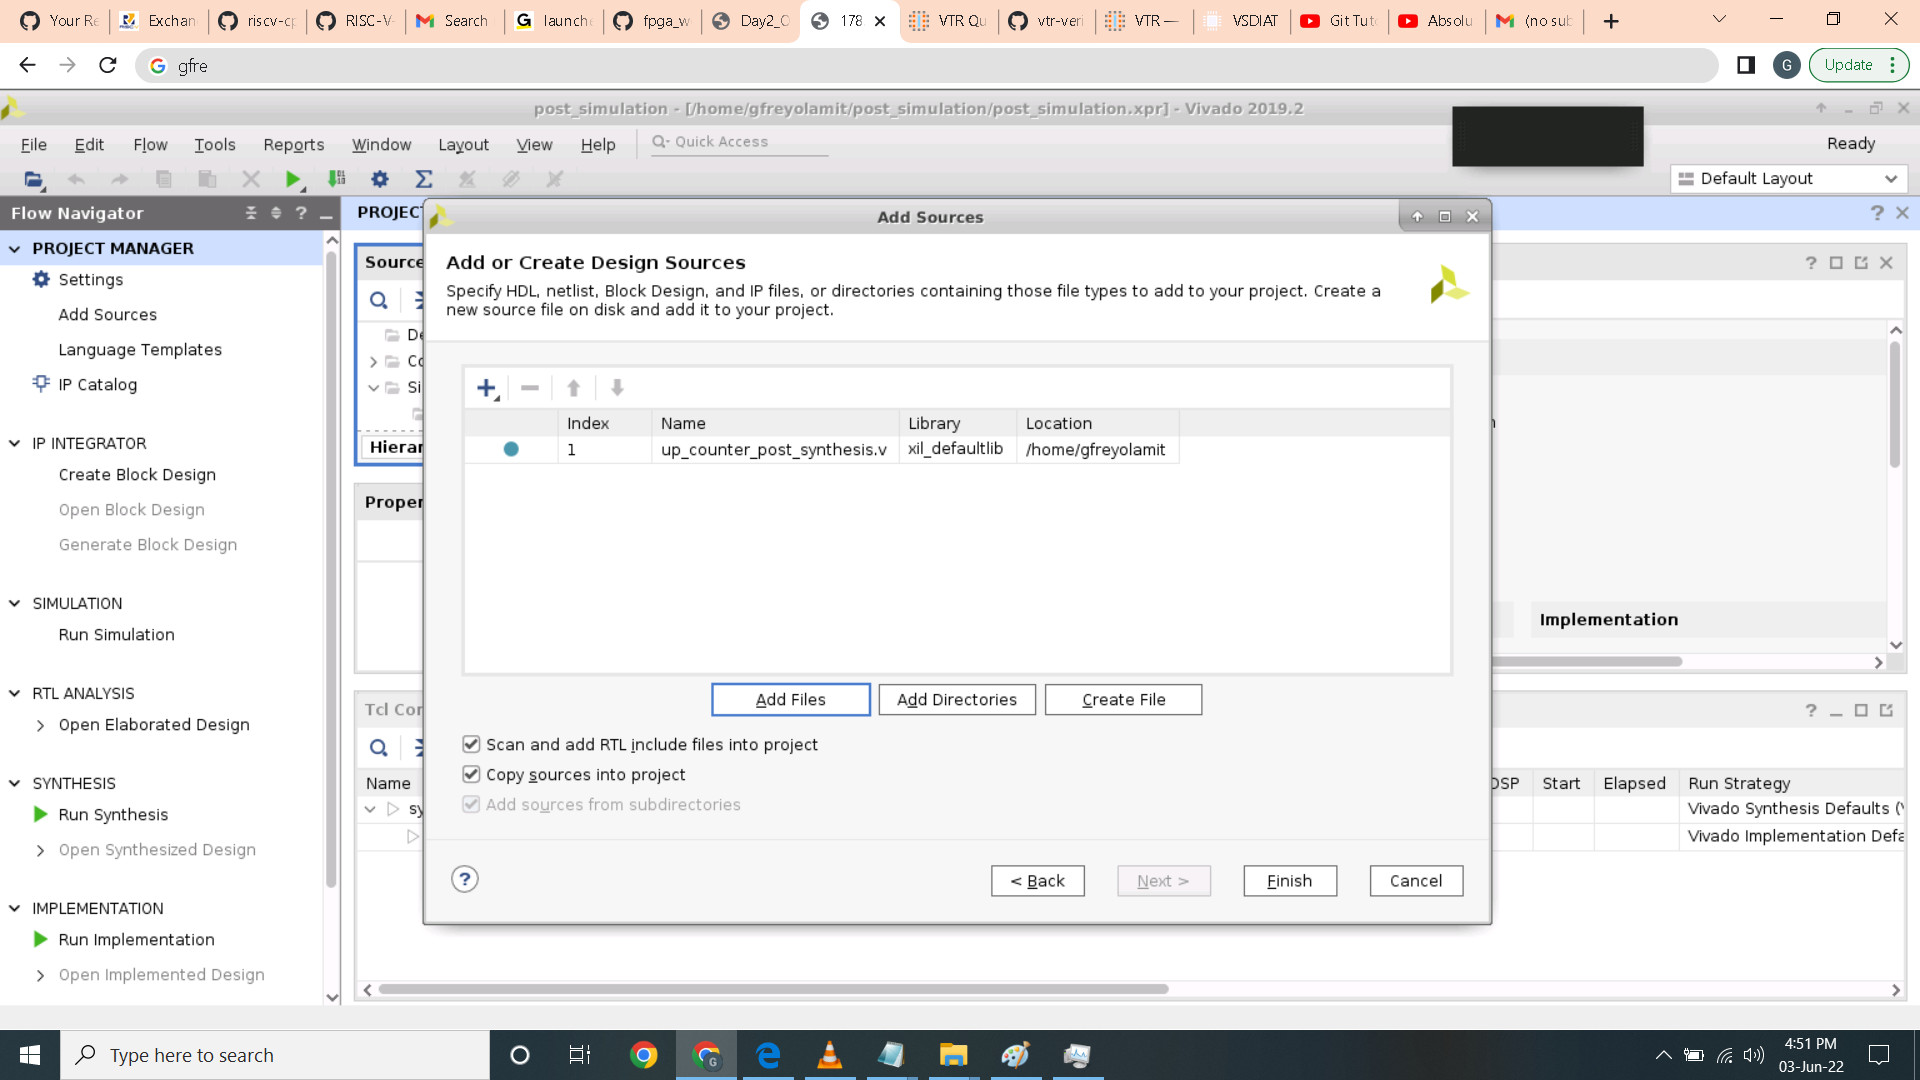 Your Re
Exchan
riscv-cp
RISC-V-
Search
launche
fpga_w
Day2_O
178
VTR Qu
vtr-veri
VTR —
VSDIAT
Git Tuto
Absolu
(no sub
gfre
G
Update
post_simulation - [/home/gfreyolamit/post_simulation/post_simulation.xpr] - Vivado 2019.2
File Edit Flow Tools Reports Window Layout View Help
Quick Access
Ready
Default Layout
Flow Navigator
PROJECT MANAGER
Settings
Add Sources
Language Templates
IP Catalog
IP INTEGRATOR
Create Block Design
Open Block Design
Generate Block Design
SIMULATION
Run Simulation
RTL ANALYSIS
Open Elaborated Design
SYNTHESIS
Run Synthesis
Open Synthesized Design
IMPLEMENTATION
Run Implementation
Open Implemented Design
PROJEC
Source
De
Co
Si
Hierar
Proper
Tcl Con
Name
sy
Add Sources
Add or Create Design Sources
Specify HDL, netlist, Block Design, and IP files, or directories containing those file types to add to your project. Create a
new source file on disk and add it to your project.
Index Name Library Location
1 up_counter_post_synthesis.v xil_defaultlib /home/gfreyolamit
Add Files Add Directories Create File
Scan and add RTL include files into project
Copy sources into project
Add sources from subdirectories
? < Back Next > Finish Cancel
Implementation
DSP Start Elapsed Run Strategy
Vivado Synthesis Defaults (V
Vivado Implementation Defa
Type here to search
4:51 PM
03-Jun-22